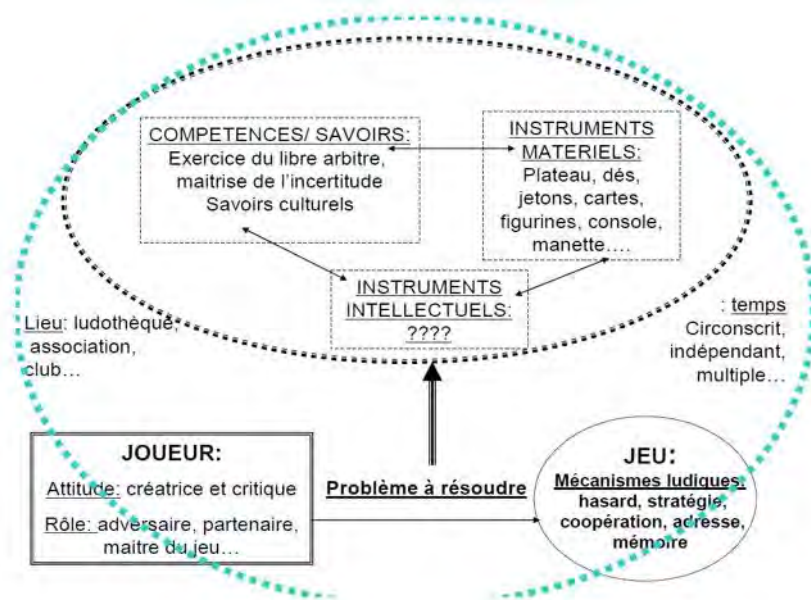 COMPETENCES/ SAVOIRS:
Exercice du libre arbitre,
maitrise de l'incertitude
Savoirs culturels
INSTRUMENTS
MATERIELS:
Plateau, dés,
jetons, cartes,
figurines, console,
manette….
INSTRUMENTS
INTELLECTUELS:
????
Lieu: ludothèque,
association,
club…
: temps
Circonscrit,
indépendant,
multiple…
JOUEUR:
Attitude: créatrice et critique
Rôle: adversaire, partenaire,
maitre du jeu…
Problème à résoudre
JEU:
Mécanismes ludiques:
hasard, stratégie,
coopération, adresse,
mémoire